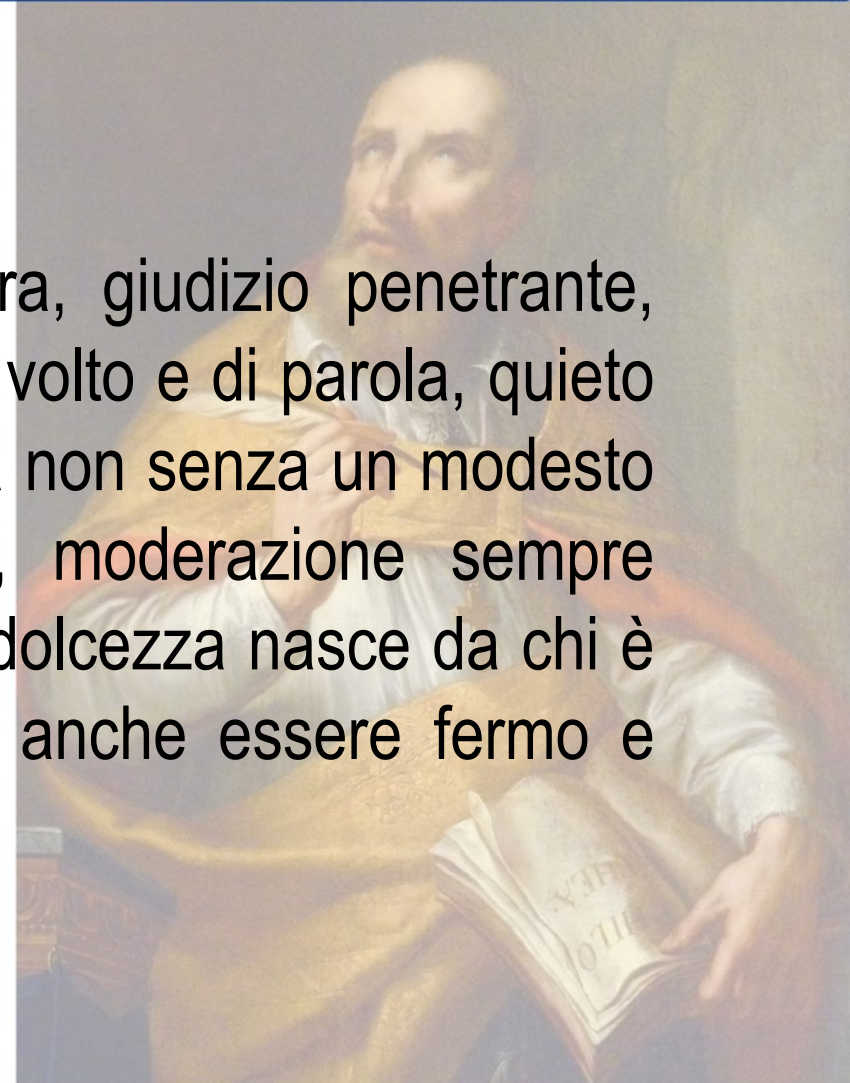 ra, giudizio penetrante,
volto e di parola, quieto
non senza un modesto
, moderazione sempre
dolcezza nasce da chi è
anche essere fermo e